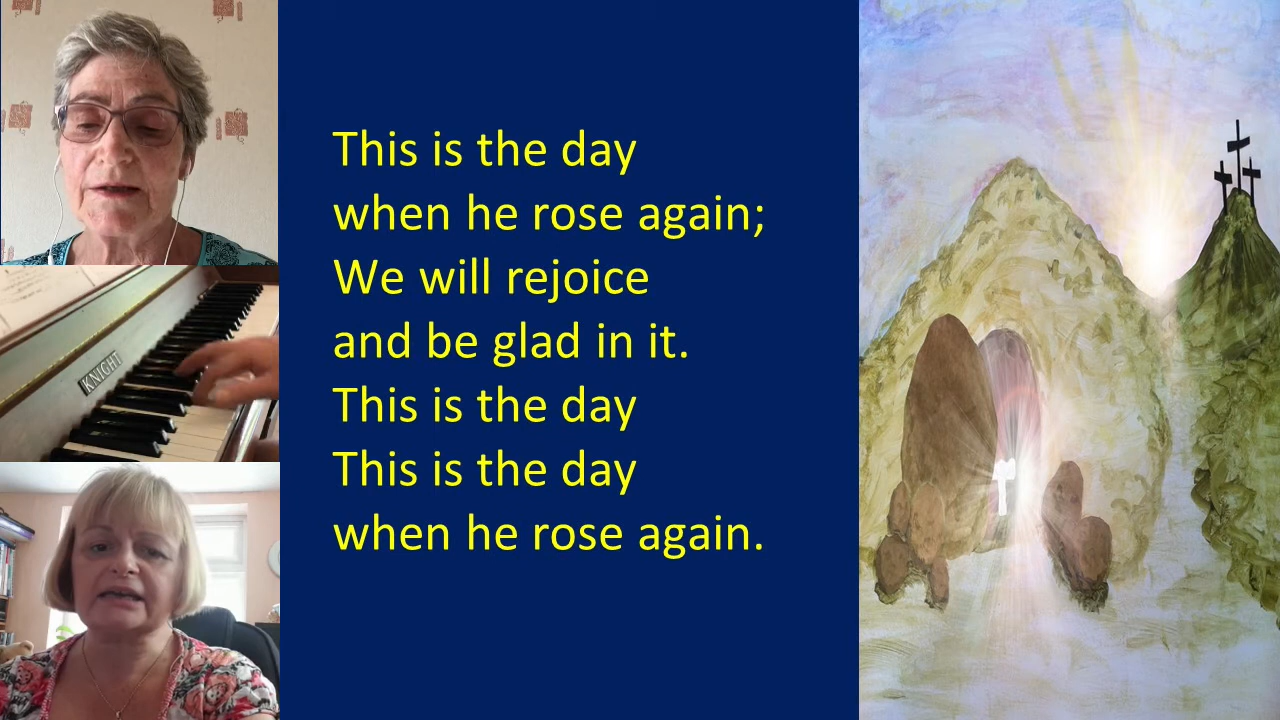 This is the day
when he rose again;
We will rejoice
and be glad in it.
This is the day
This is the day
when he rose again.
KNIGHT